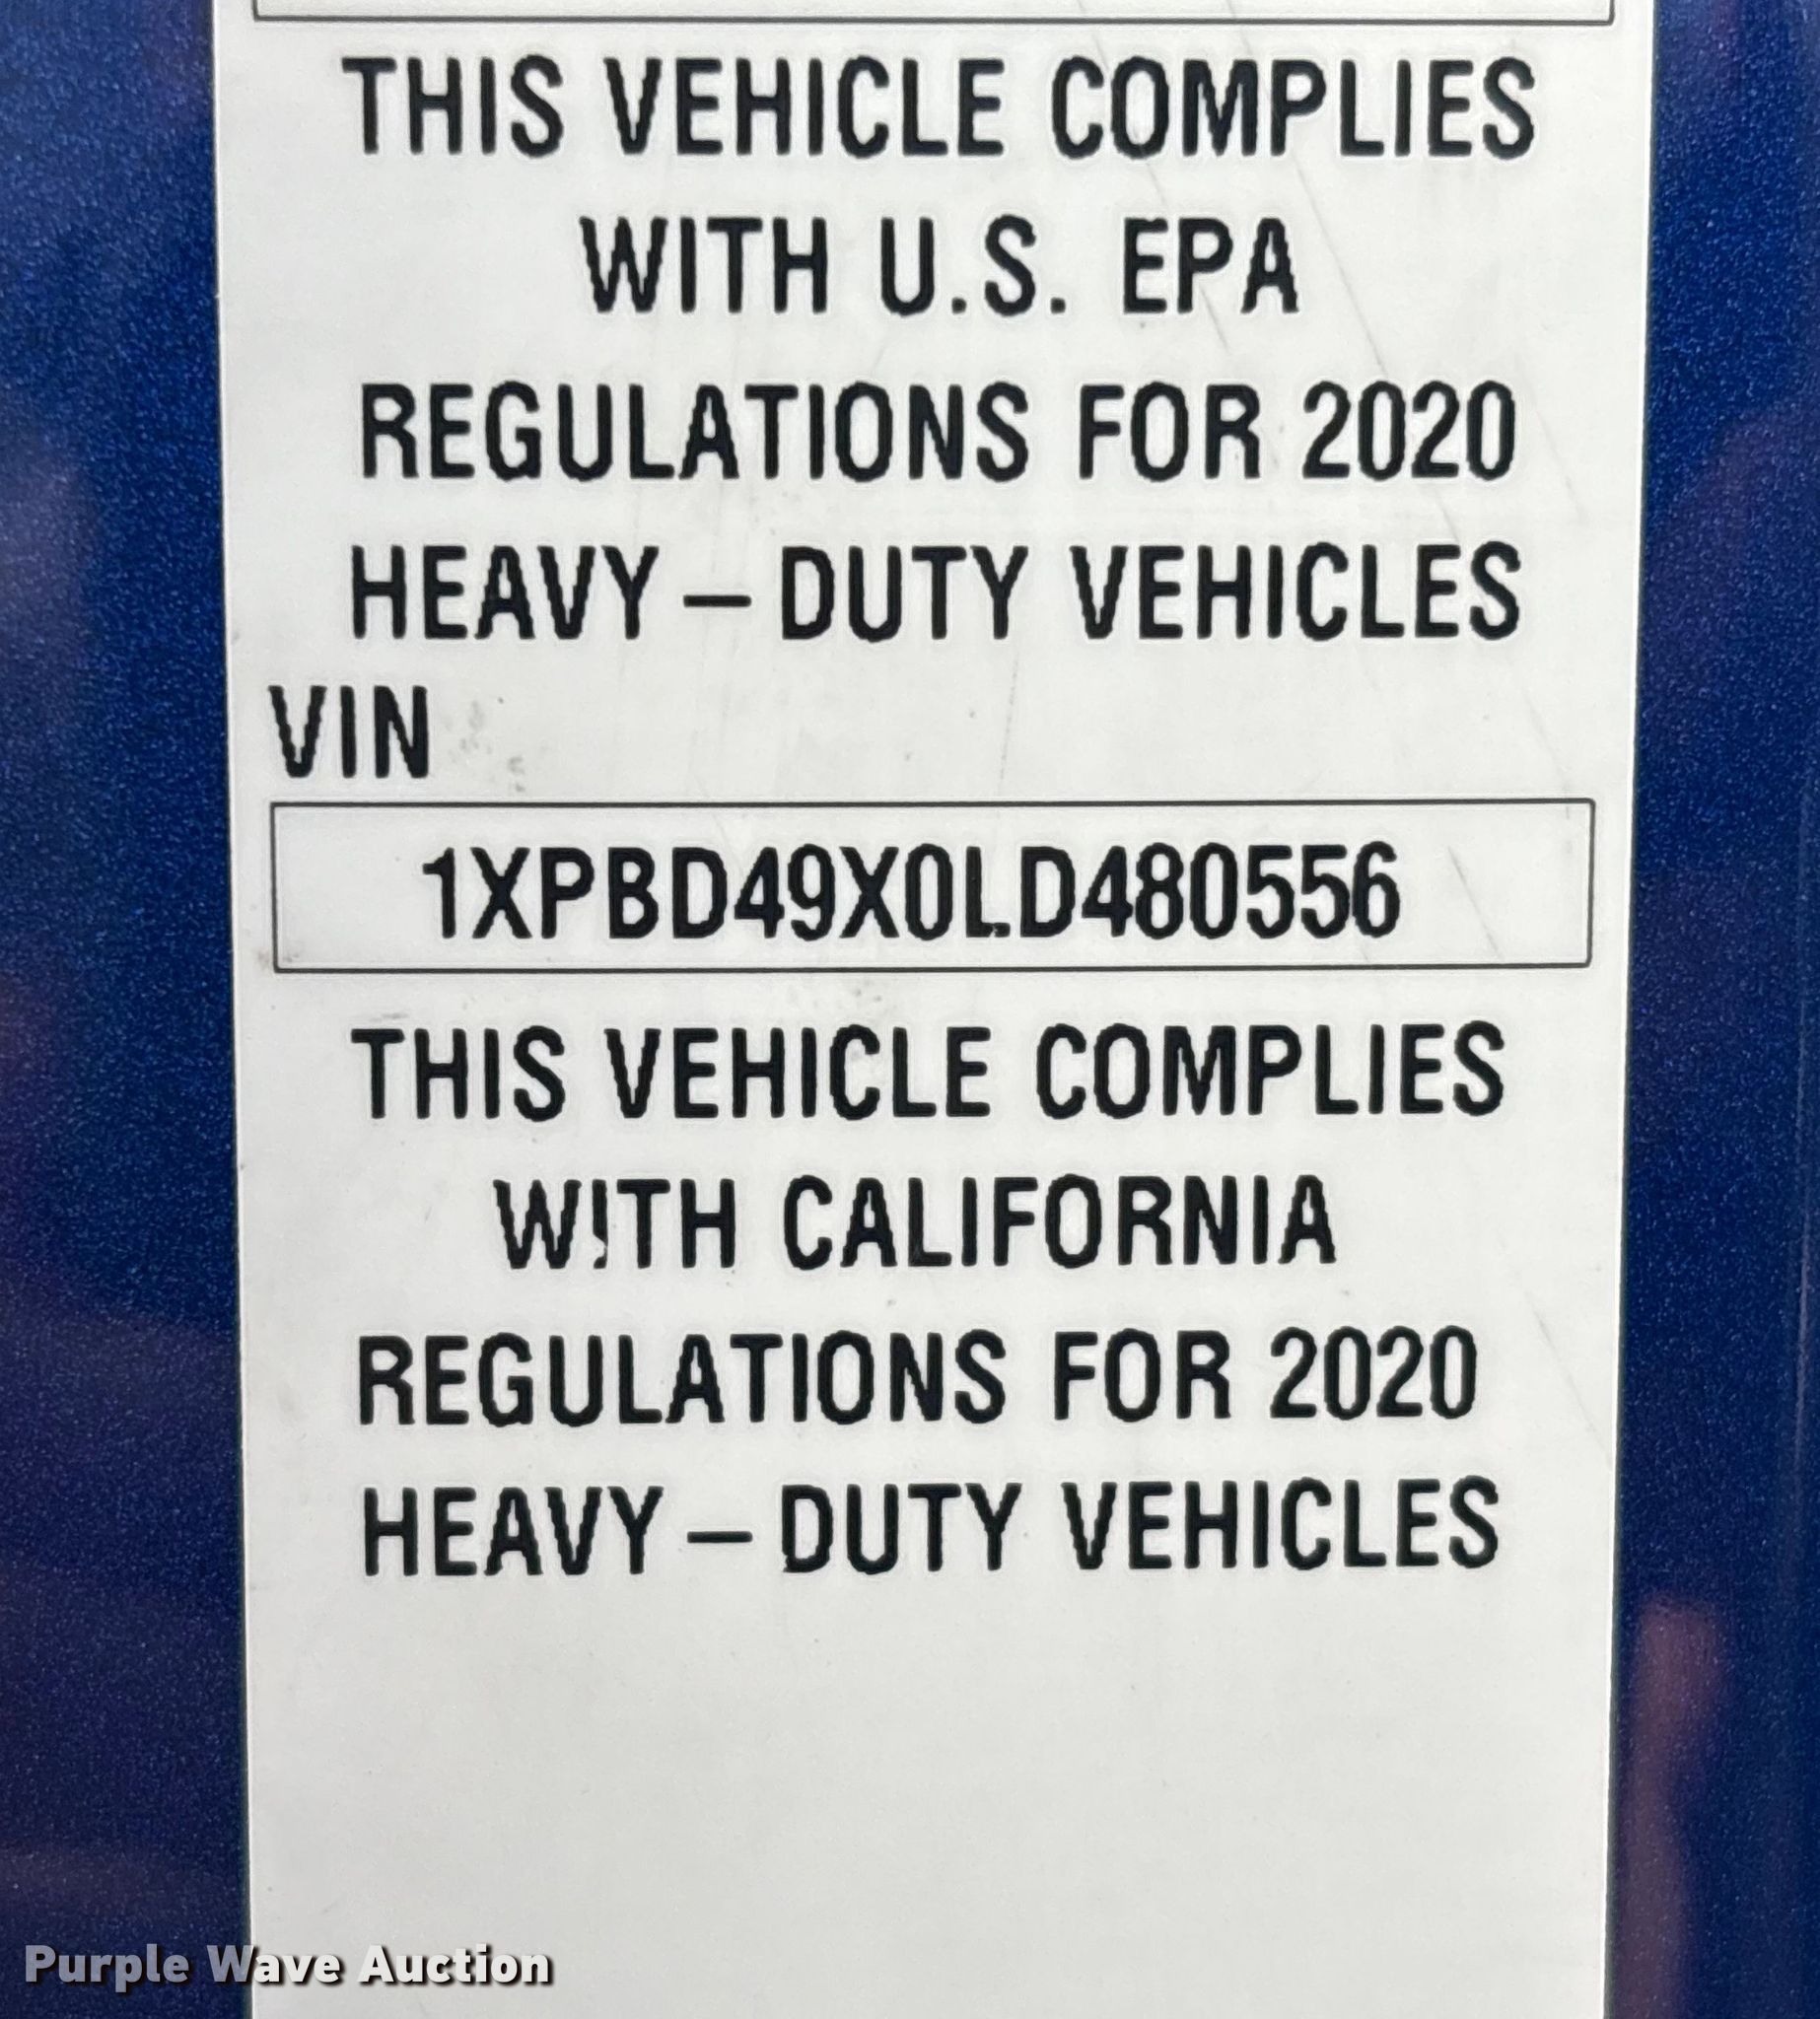 THIS VEHICLE COMPLIES
WITH U.S. EPA
REGULATIONS FOR 2020
HEAVY – DUTY VEHICLES
VIN
1XPBD49X0LD480556
THIS VEHICLE COMPLIES
WITH CALIFORNIA
REGULATIONS FOR 2020
HEAVY – DUTY VEHICLES
Purple Wave Auction